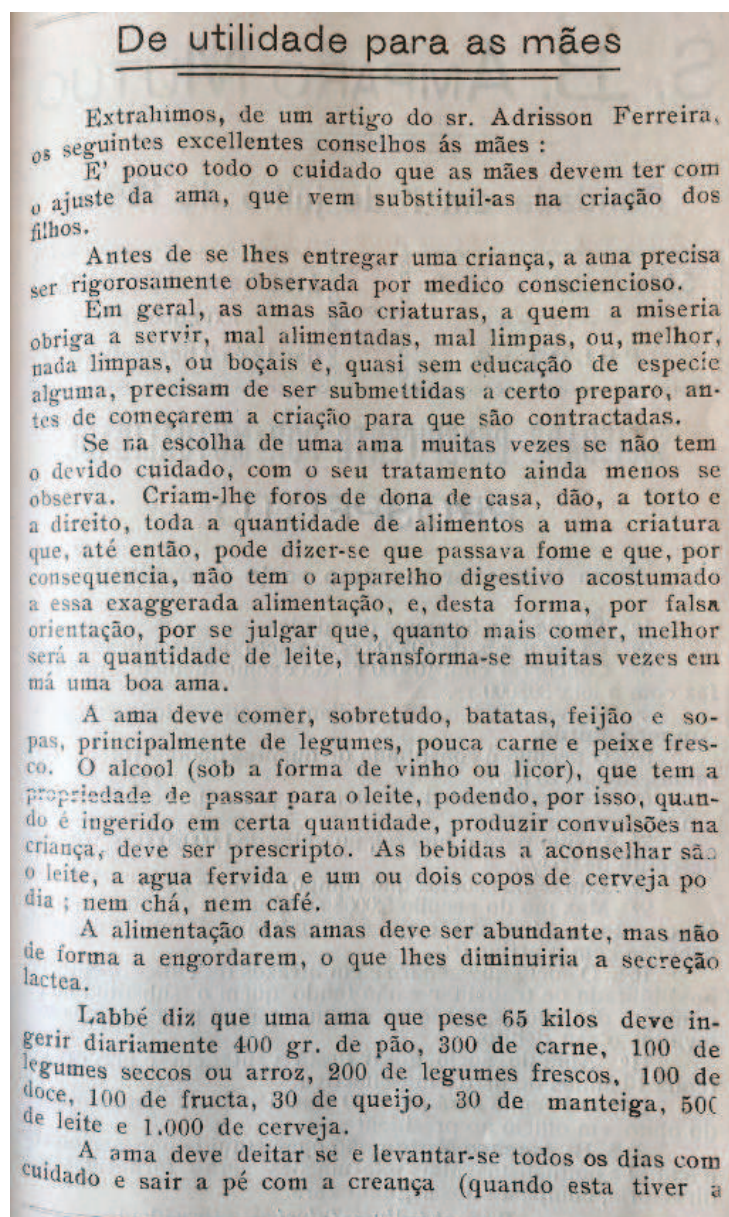 De utilidade para as mães
Extrahimos, de um artigo do sr. Adrisson Ferreira,
os seguintes excellentes conselhos ás mães :
E' pouco todo o cuidado que as mães devem ter com
o ajuste da ama, que vem substituil-as na criação dos
filhos.
Antes de se lhes entregar uma criança, a ama precisa
ser rigorosamente observada por medico consciencioso.
Em geral, as amas são criaturas, a quem a miseria
obriga a servir, mal alimentadas, mal limpas, ou, melhor,
nada limpas, ou boçais e, quasi sem educação de especie
alguma, precisam de ser submettidas a certo preparo, an-
tes de começarem a criação para que são contractadas.
Se na escolha de uma ama muitas vezes se não tem
o devido cuidado, com o seu tratamento ainda menos se
observa. Criam-lhe foros de dona de casa, dão, a torto e
a direito, toda a quantidade de alimentos a uma criatura
que, até então, pode dizer-se que passava fome e que, por
consequencia, não tem o apparelho digestivo acostumado
a essa exaggerada alimentação, e, desta forma, por falsa
orientação, por se julgar que, quanto mais comer, melhor
será a quantidade de leite, transforma-se muitas vezes em
má uma boa ama.
A ama deve comer, sobretudo, batatas, feijão e so-
pas, principalmente de legumes, pouca carne e peixe fres-
co. O alcool (sob a forma de vinho ou licor), que tem a
propriedade de passar para o leite, podendo, por isso, quan-
do é ingerido em certa quantidade, produzir convulsões na
criança, deve ser prescripto. As bebidas a aconselhar são
o leite, a agua fervida e um ou dois copos de cerveja po
dia ; nem chá, nem café.
A alimentação das amas deve ser abundante, mas não
de forma a engordarem, o que lhes diminuiria a secreção
lactea.
Labbé diz que uma ama que pese 65 kilos deve in-
gerir diariamente 400 gr. de pão, 300 de carne, 100 de
legumes seccos ou arroz, 200 de legumes frescos, 100 de
doce, 100 de fructa, 30 de queijo, 30 de manteiga, 500
de leite e 1.000 de cerveja.
A ama deve deitar se e levantar-se todos os dias com
cuidado e sair a pé com a creança (quando esta tiver a